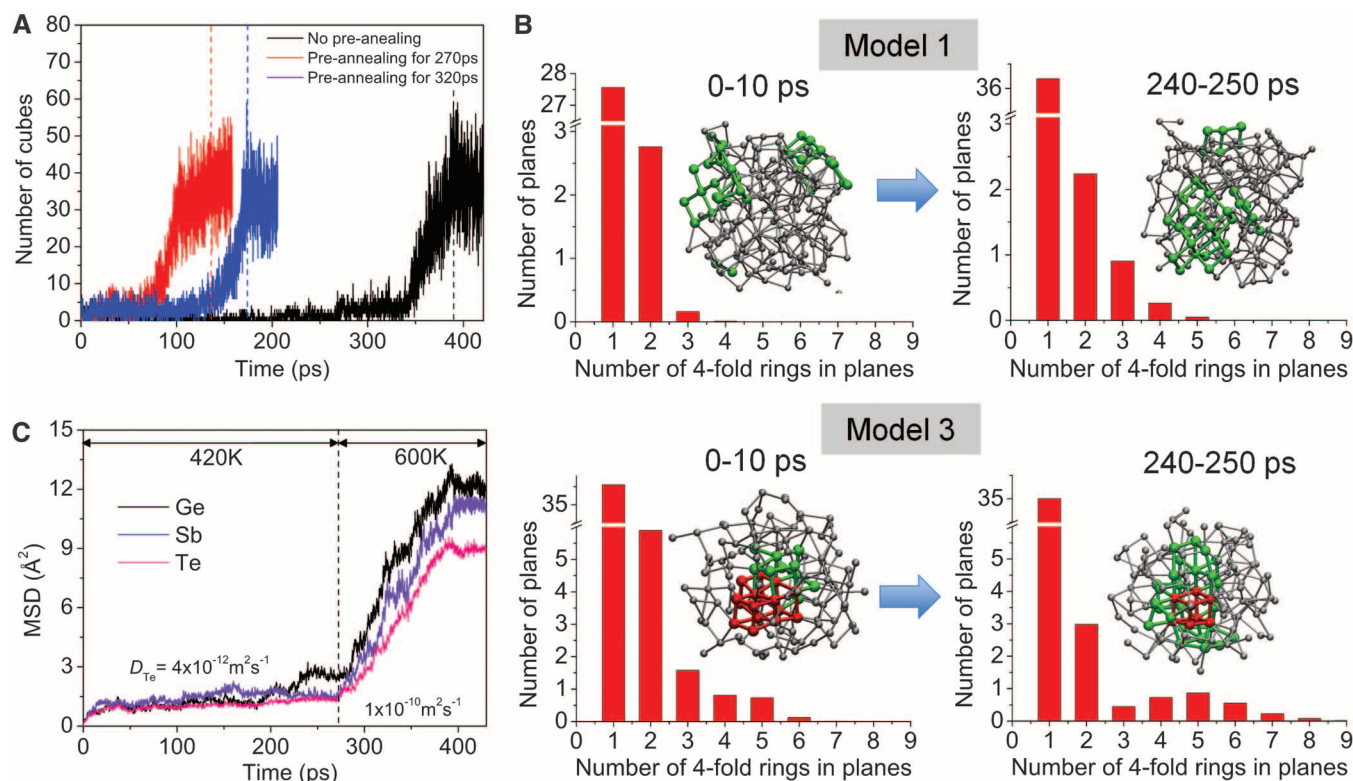 A
80
70
60
50
40
30
20
10
0
Number of cubes
No pre-anealing
Pre-annealing for 270ps
Pre-annealing for 320ps
0 100 200 300 400
Time (ps)
B
Model 1
0-10 ps
28
27
3
2
1
0
Number of planes
0 1 2 3 4 5 6 7 8 9
Number of 4-fold rings in planes
240-250 ps
36
3
2
1
0
Number of planes
0 1 2 3 4 5 6 7 8 9
Number of 4-fold rings in planes
C
15
12
9
6
3
0
MSD (Å²)
420K 600K
Ge
Sb
Te
D_Te = 4x10⁻¹²m²s⁻¹
1x10⁻¹⁰m²s⁻¹
0 100 200 300 400
Time (ps)
Model 3
0-10 ps
35
5
4
3
2
1
0
Number of planes
0 1 2 3 4 5 6 7 8 9
Number of 4-fold rings in planes
240-250 ps
35
5
4
3
2
1
0
Number of planes
0 1 2 3 4 5 6 7 8 9
Number of 4-fold rings in planes